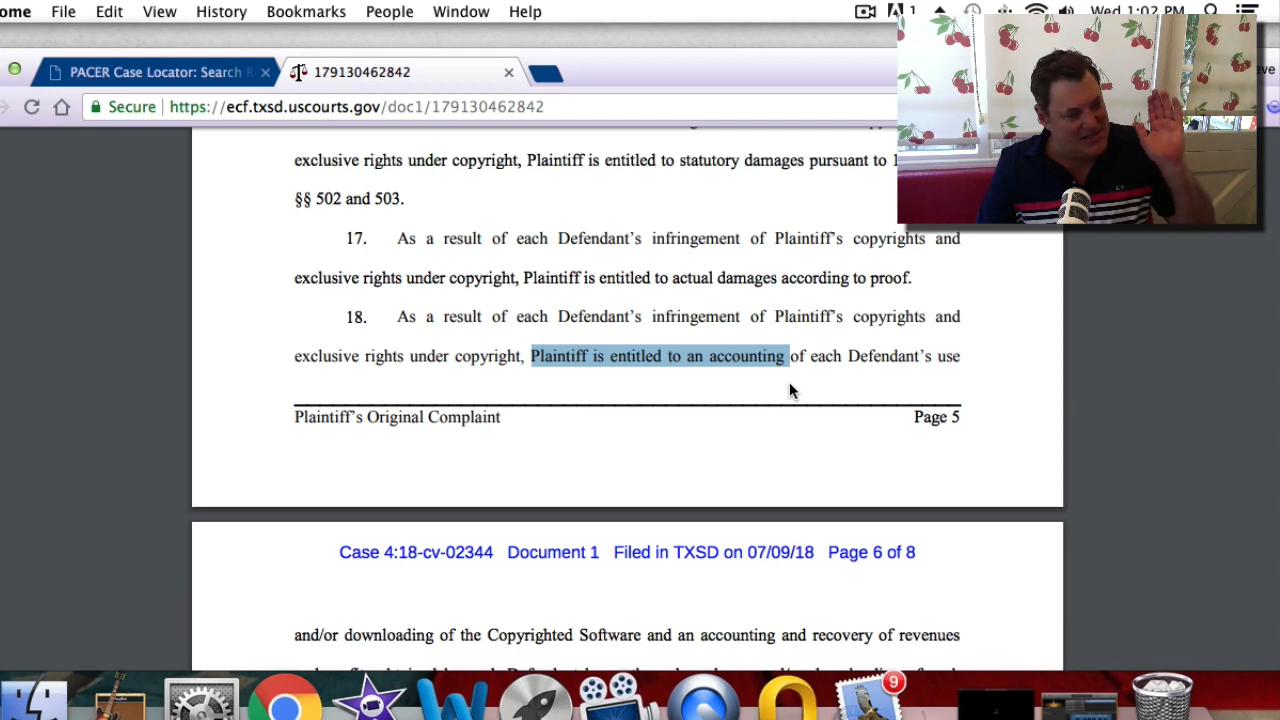 ome File Edit View History Bookmarks People Window Help 1 Wed 1:02 PM
PACER Case Locator: Search R × 179130462842 ×
Secure https://ecf.txsd.uscourts.gov/doc1/179130462842
exclusive rights under copyright, Plaintiff is entitled to statutory damages pursuant to 1
§§ 502 and 503.
17. As a result of each Defendant’s infringement of Plaintiff’s copyrights and
exclusive rights under copyright, Plaintiff is entitled to actual damages according to proof.
18. As a result of each Defendant’s infringement of Plaintiff’s copyrights and
exclusive rights under copyright, Plaintiff is entitled to an accounting of each Defendant’s use
Plaintiff’s Original Complaint Page 5
Case 4:18-cv-02344 Document 1 Filed in TXSD on 07/09/18 Page 6 of 8
and/or downloading of the Copyrighted Software and an accounting and recovery of revenues
9